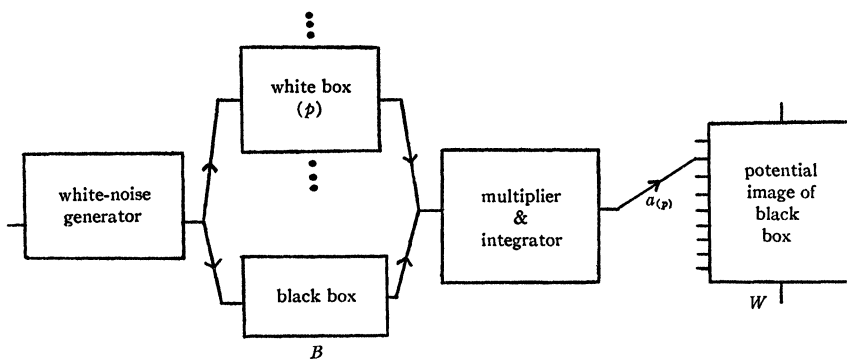 white-noise
generator
white box
(p)
black box
B
multiplier
&
integrator
a(p)
potential
image of
black
box
W